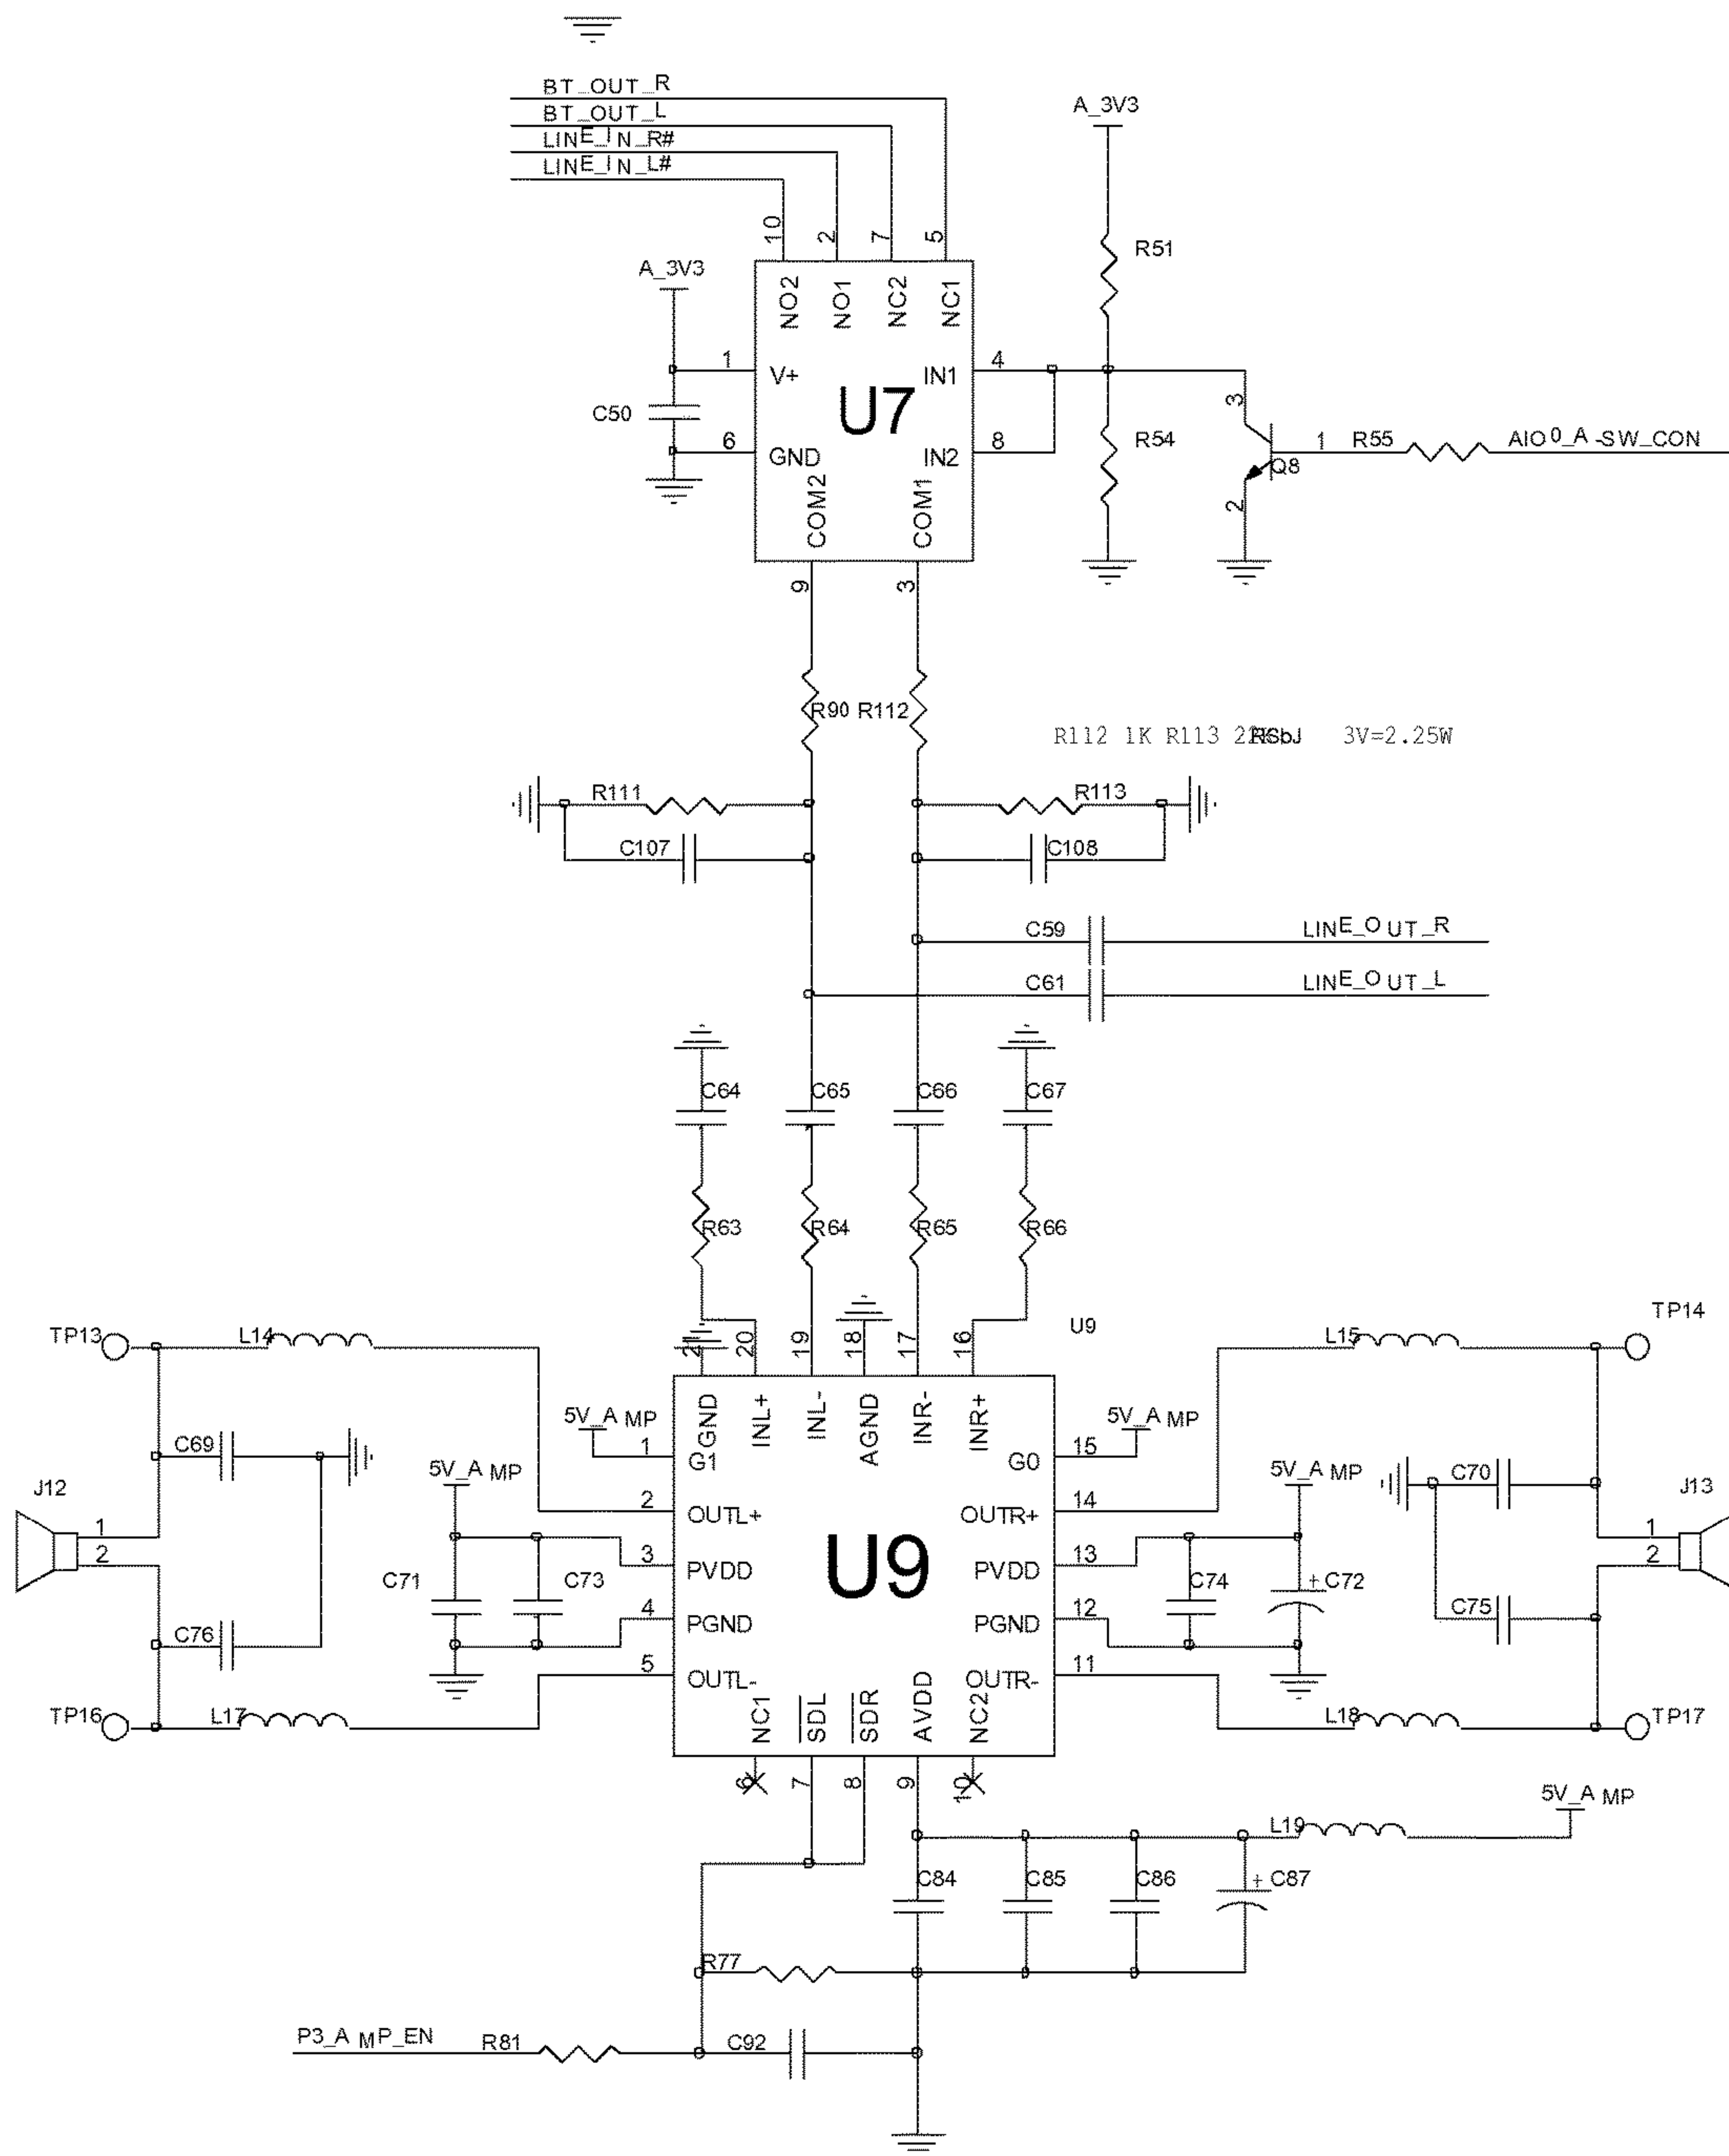 BT_OUT_R
BT_OUT_L
LINE_IN_R#
LINE_IN_L#
A_3V3
10
2
7
5
R51
A_3V3
NO2
NO1
NC2
NC1
1
V+
IN1
4
C50
U7
3
6
GND
IN2
8
R54
1
R55
AIO0_A-SW_CON
Q8
COM2
COM1
2
9
3
R90
R112
R112 1K R113 3V=2.25W
R111
R113
C107
C108
C59
LINE_OUT_R
C61
LINE_OUT_L
C64
C65
C66
C67
R63
R64
R65
R66
TP13
L14
21
20
19
18
17
16
U9
L15
TP14
5V_AMP
GND
INL+
INL-
AGND
INR-
INR+
5V_AMP
1
G1
G0
15
C69
5V_AMP
5V_AMP
C70
J12
J13
2
OUTL+
OUTR+
14
1
2
U9
1
2
3
PVDD
PVDD
13
C71
C73
C74
+
C72
4
PGND
PGND
12
C76
C75
5
OUTL-
OUTR-
11
TP16
L17
NC1
SDL
SDR
AVDD
NC2
L18
TP17
6
7
8
9
10
5V_AMP
L19
C84
C85
C86
+
C87
R77
P3_AMP_EN
R81
C92